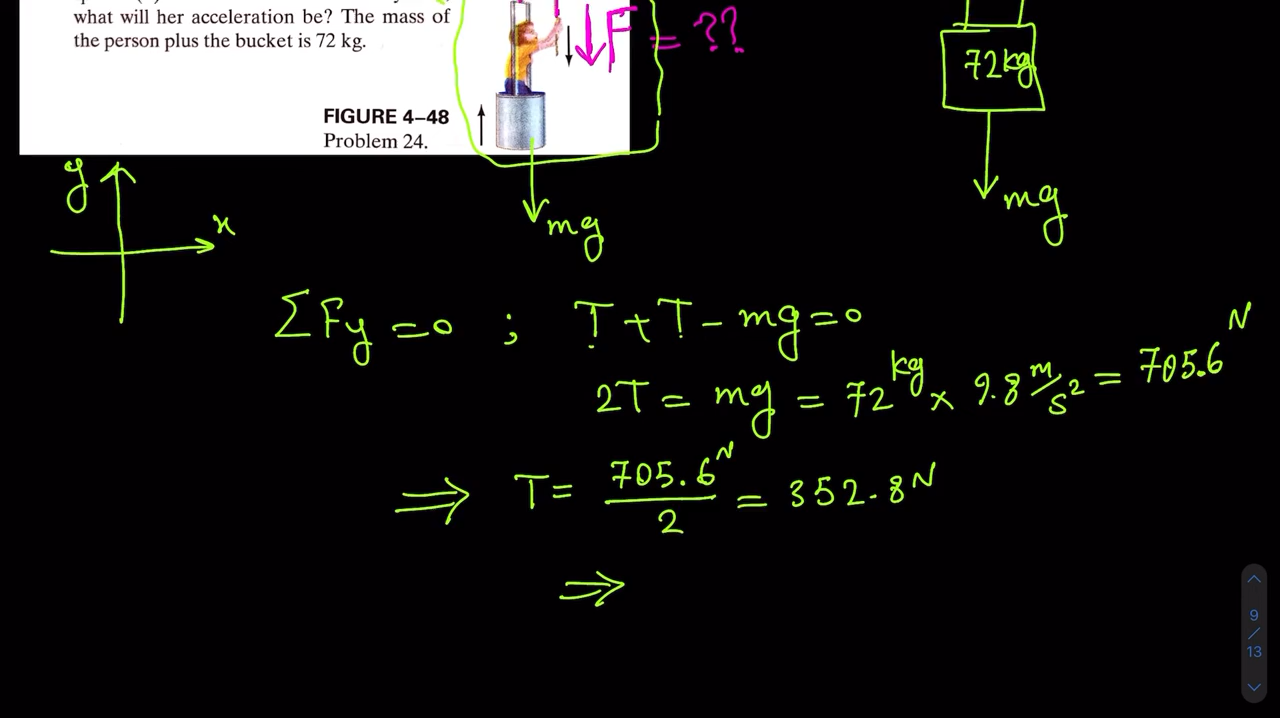 what will her acceleration be? The mass of
the person plus the bucket is 72 kg.
↓F = ??
72kg
FIGURE 4–48
Problem 24.
mg
mg
y
x
ΣFy =0 ; T+T-mg=0
2T = mg = 72 kg × 9.8 m/s² = 705.6 N
⇒ T= 705.6 N / 2 = 352.8 N
⇒
9
/
13